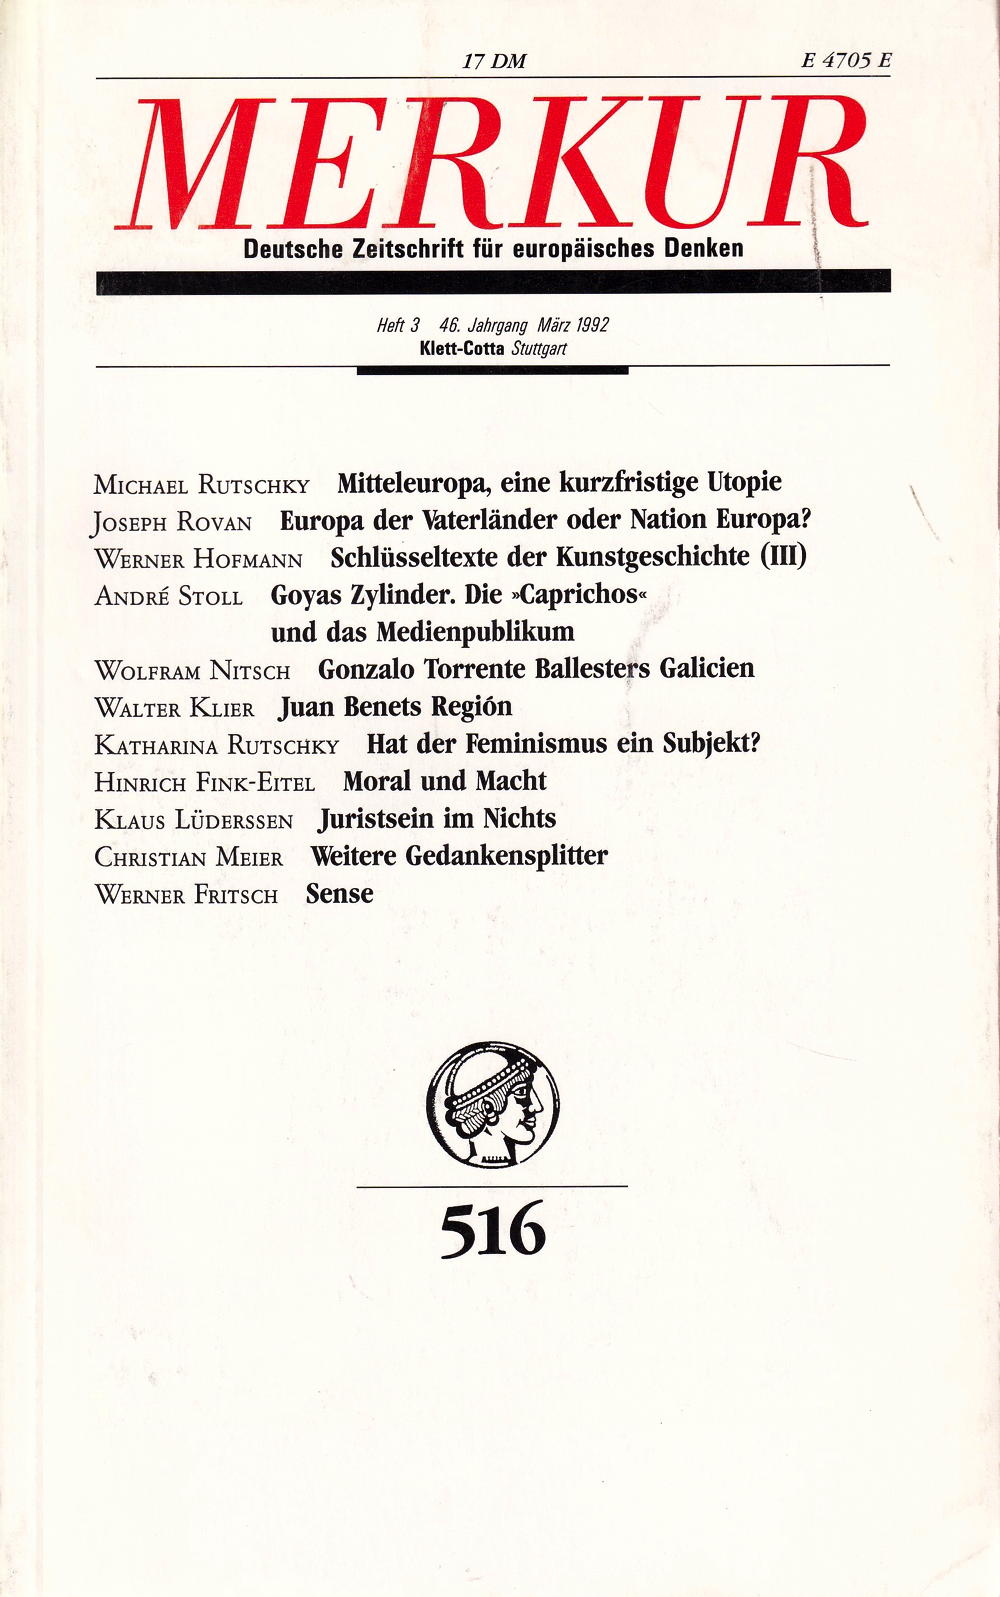 17 DM E 4705 E
MERKUR
Deutsche Zeitschrift für europäisches Denken
Heft 3 46. Jahrgang März 1992
Klett-Cotta Stuttgart
MICHAEL RUTSCHKY Mitteleuropa, eine kurzfristige Utopie
JOSEPH ROVAN Europa der Vaterländer oder Nation Europa?
WERNER HOFMANN Schlüsseltexte der Kunstgeschichte (III)
ANDRÉ STOLL Goyas Zylinder. Die »Caprichos«
und das Medienpublikum
WOLFRAM NITSCH Gonzalo Torrente Ballesters Galicien
WALTER KLIER Juan Benets Región
KATHARINA RUTSCHKY Hat der Feminismus ein Subjekt?
HINRICH FINK-EITEL Moral und Macht
KLAUS LÜDERSSEN Juristsein im Nichts
CHRISTIAN MEIER Weitere Gedankensplitter
WERNER FRITSCH Sense
516